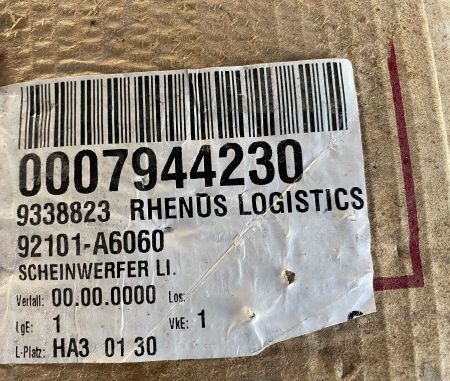 0007944230
9338823 RHENUS LOGISTICS
92101-A6060
SCHEINWERFER LI.
Verfall: 00.00.0000 Los:
LgE: 1 VkE: 1
L-Platz: HA3 01 30